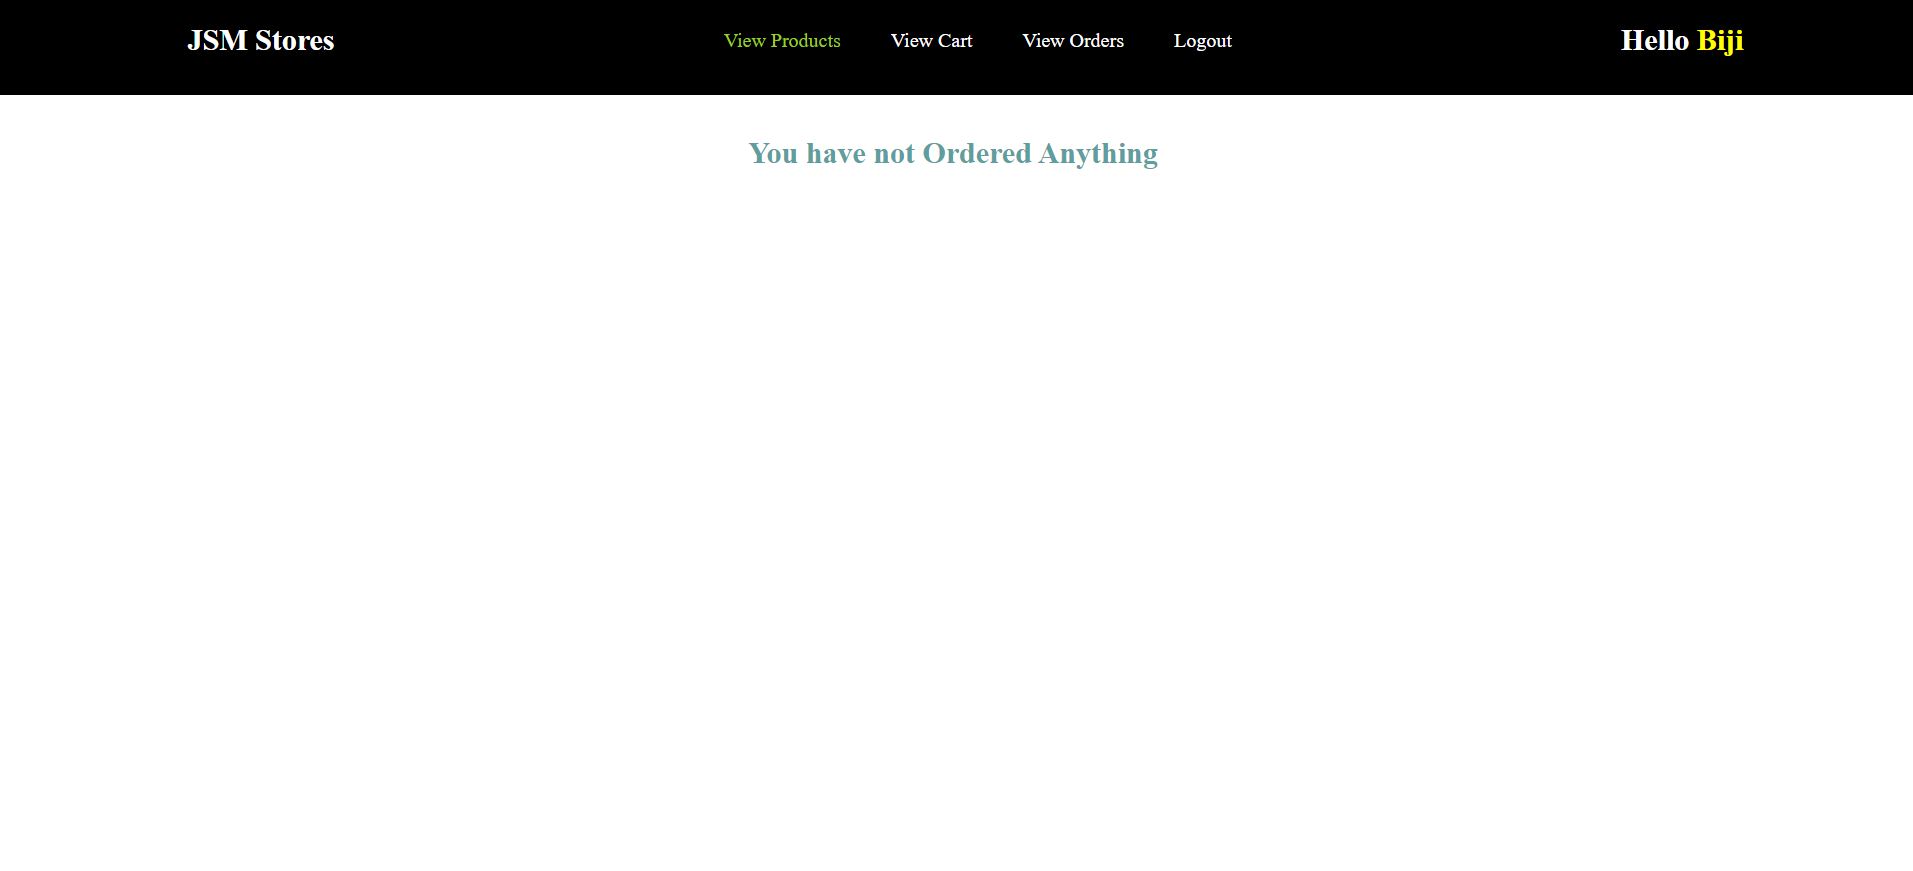 JSM Stores
View Products
View Cart
View Orders
Logout
Hello Biji
You have not Ordered Anything